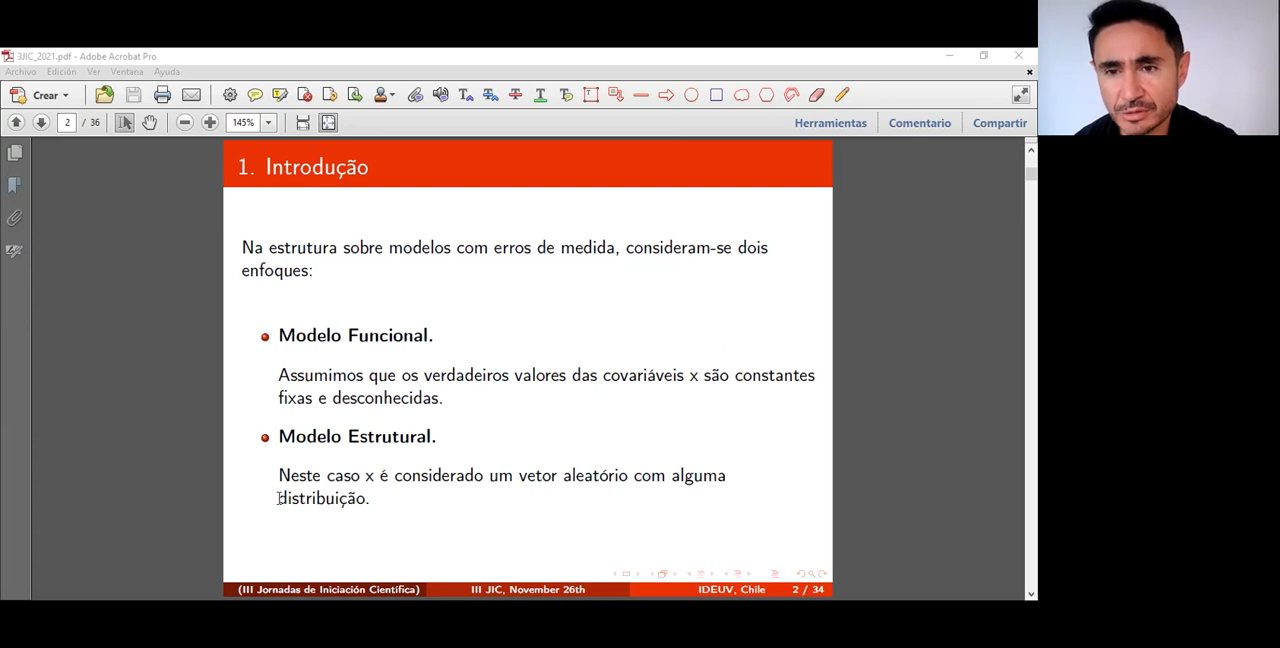 3JIC_2021.pdf - Adobe Acrobat Pro
Archivo Edición Ver Ventana Ayuda
Crear
2 / 36 145% Herramientas Comentario Compartir
1. Introdução
Na estrutura sobre modelos com erros de medida, consideram-se dois
enfoques:
Modelo Funcional.
Assumimos que os verdadeiros valores das covariáveis x são constantes
fixas e desconhecidas.
Modelo Estrutural.
Neste caso x é considerado um vetor aleatório com alguma
distribuição.
(III Jornadas de Iniciación Científica) III JIC, November 26th IDEUV, Chile 2 / 34